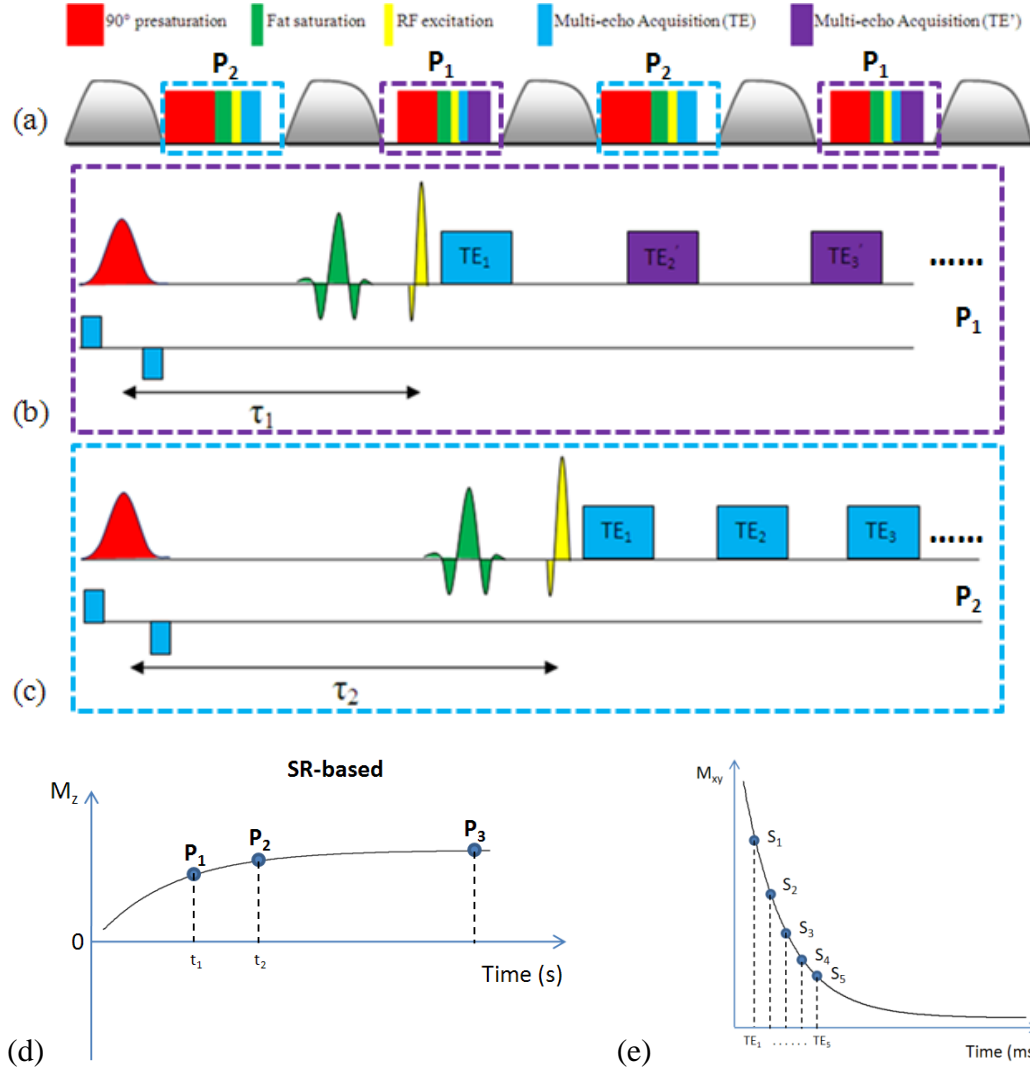 90° presaturation Fat saturation RF excitation Multi-echo Acquisition (TE) Multi-echo Acquisition (TE')
P2 P1 P2 P1
(a)
TE1 TE2' TE3' ......
P1
τ1
(b)
TE1 TE2 TE3 ......
P2
τ2
(c)
SR-based
Mz
P1 P2 P3
0
t1 t2
Time (s)
(d)
Mxy
S1
S2
S3
S4
S5
TE1 ...... TE5
Time (ms
(e)